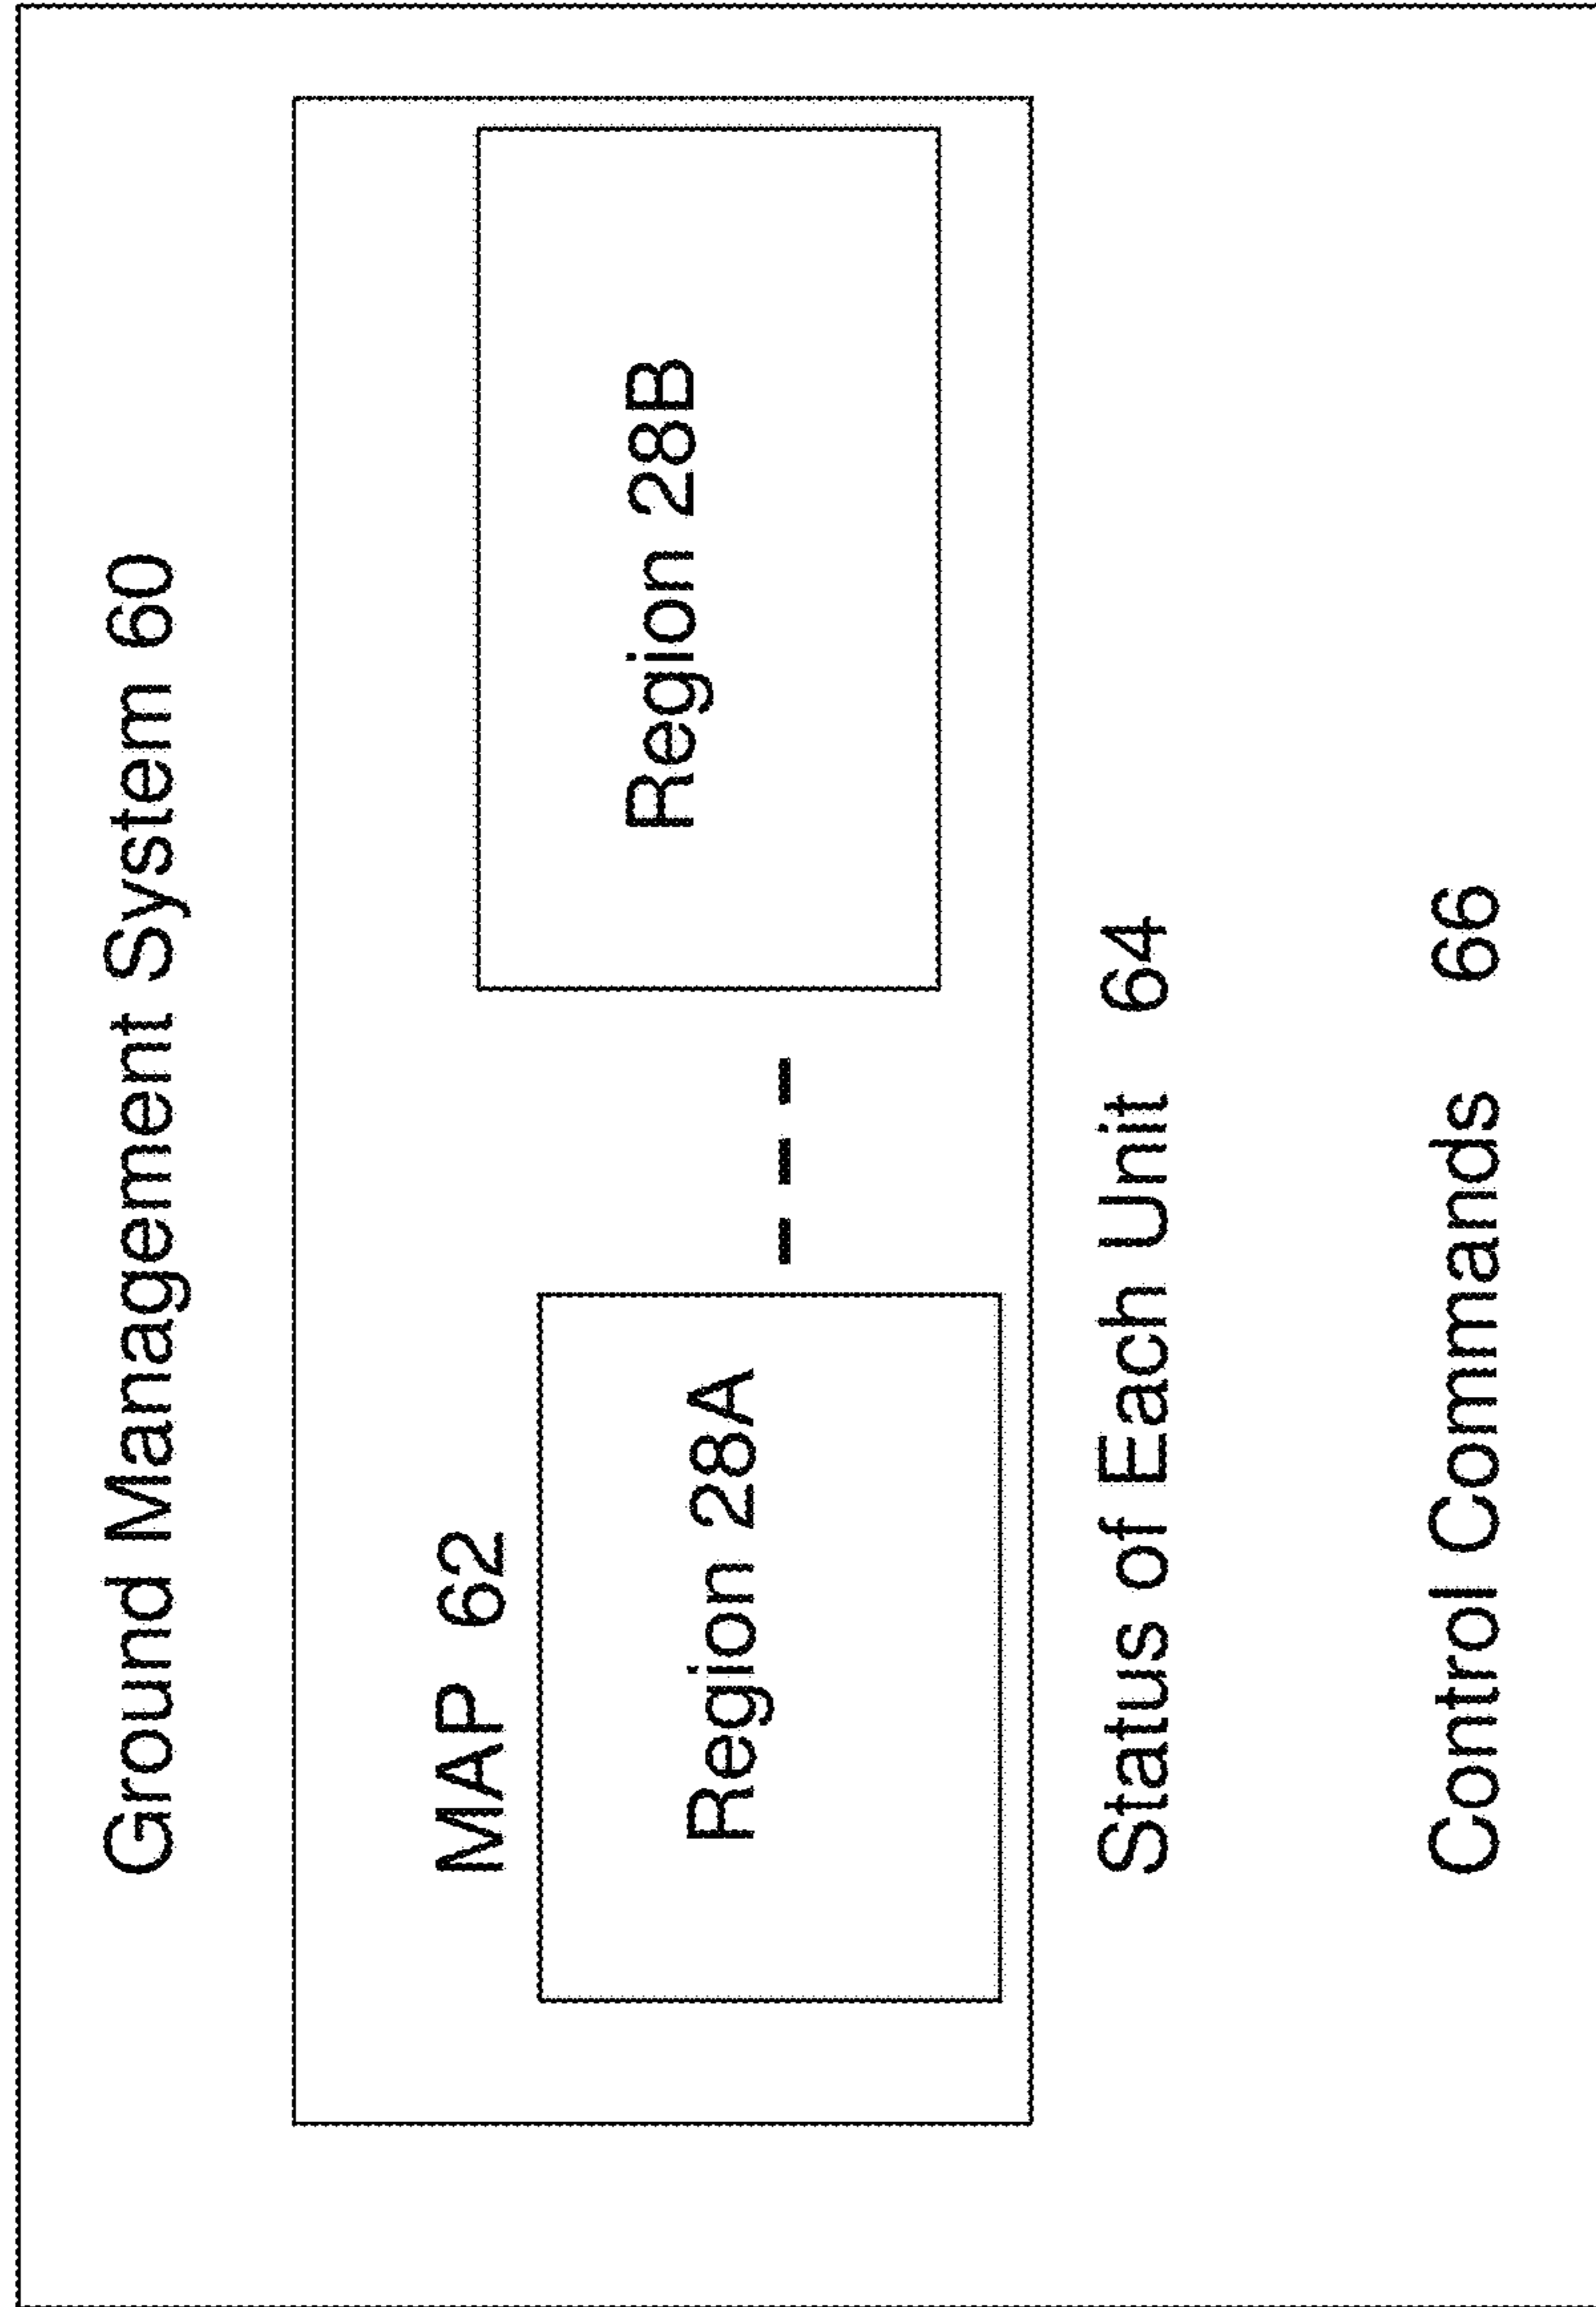 Ground Management System 60
MAP 62
Region 28A
Region 28B
Status of Each Unit 64
Control Commands 66